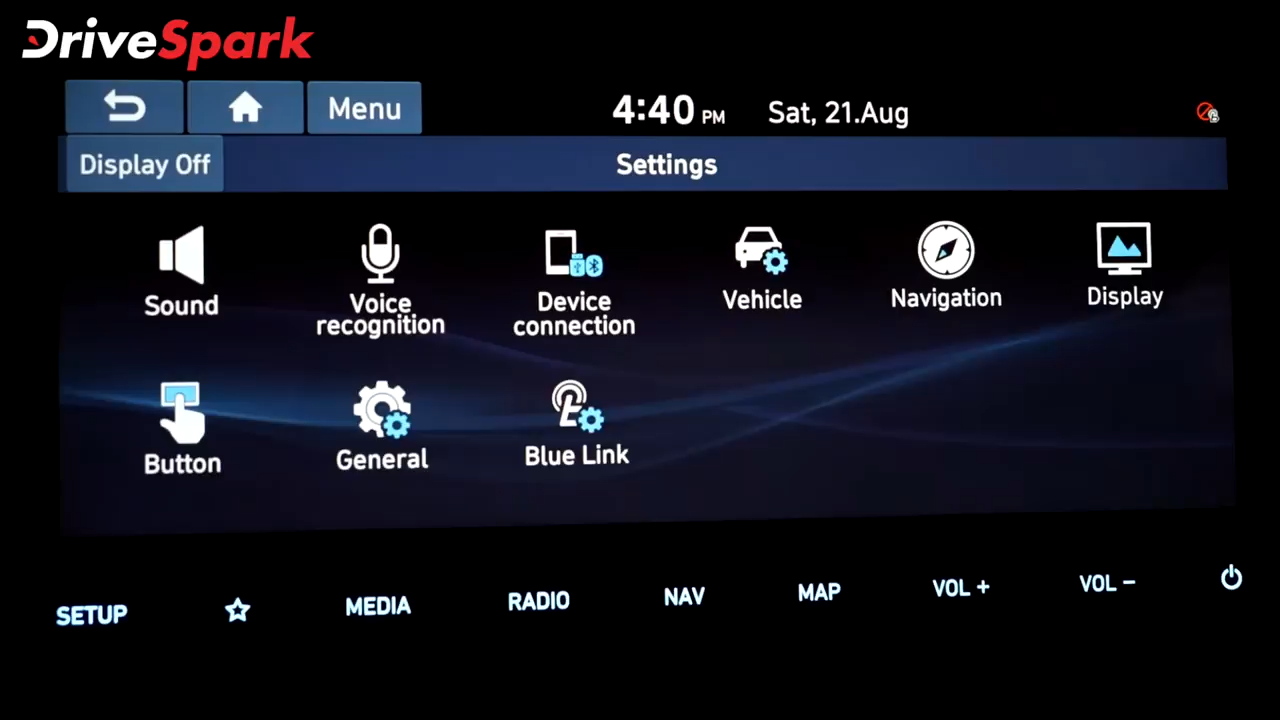 DriveSpark
Menu
4:40 PM
Sat, 21.Aug
Display Off
Settings
Sound
Voice
recognition
Device
connection
Vehicle
Navigation
Display
Button
General
Blue Link
SETUP
MEDIA
RADIO
NAV
MAP
VOL +
VOL −